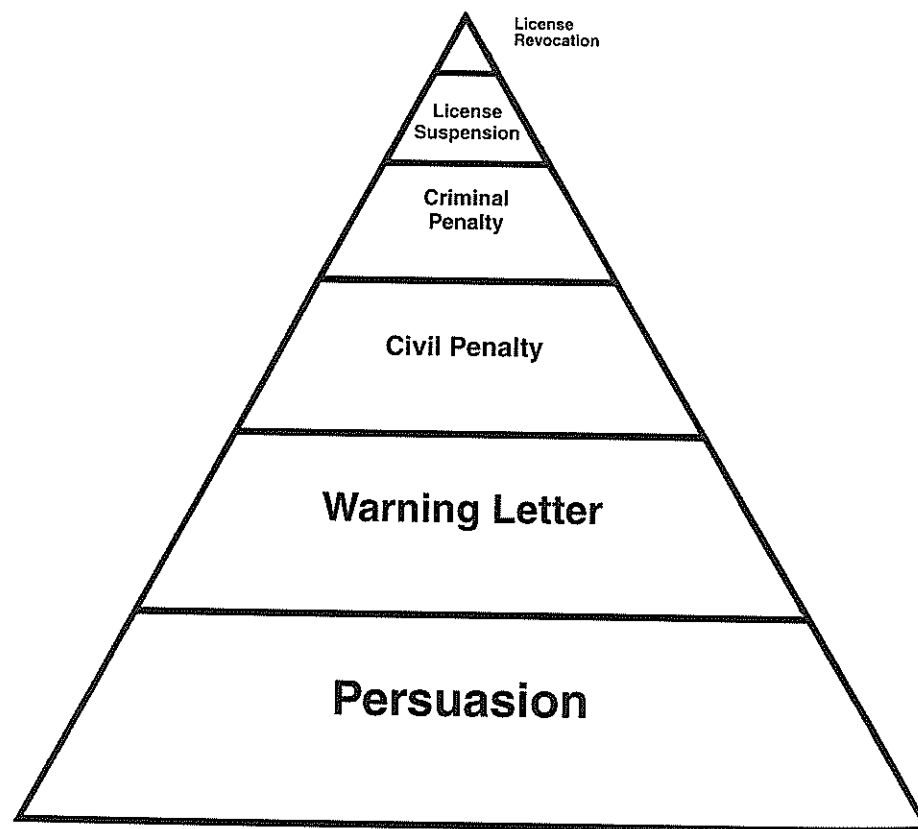 License
Revocation
License
Suspension
Criminal
Penalty
Civil Penalty
Warning Letter
Persuasion